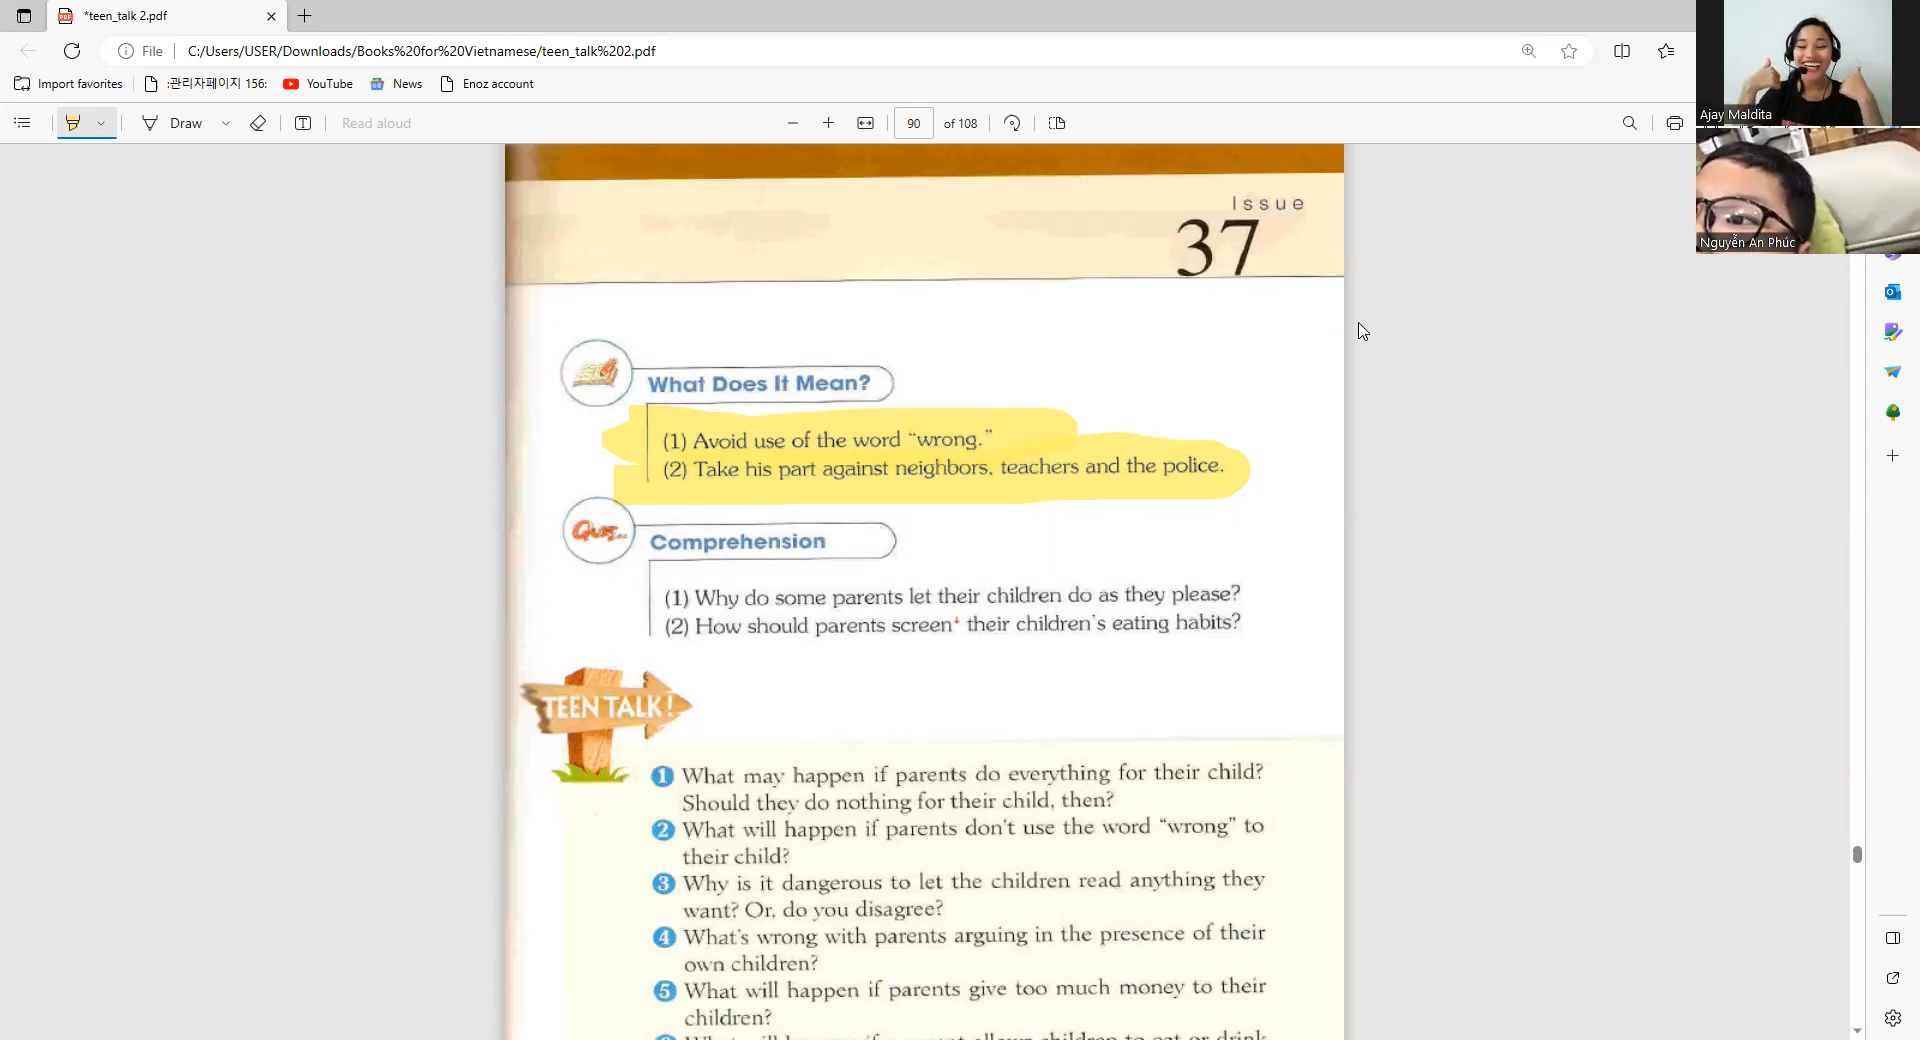 *teen_talk 2.pdf
File
C:/Users/USER/Downloads/Books%20for%20Vietnamese/teen_talk%202.pdf
Import favorites
:관리자페이지 156:
YouTube
News
Enoz account
Draw
Read aloud
90
of 108
Ajay Maldita
Nguyễn An Phúc
Issue
37
What Does It Mean?
(1) Avoid use of the word “wrong.”
(2) Take his part against neighbors, teachers and the police.
Quiz...
Comprehension
(1) Why do some parents let their children do as they please?
(2) How should parents screen* their children's eating habits?
TEEN TALK!
1 What may happen if parents do everything for their child?
Should they do nothing for their child, then?
2 What will happen if parents don't use the word “wrong” to
their child?
3 Why is it dangerous to let the children read anything they
want? Or, do you disagree?
4 What's wrong with parents arguing in the presence of their
own children?
5 What will happen if parents give too much money to their
children?